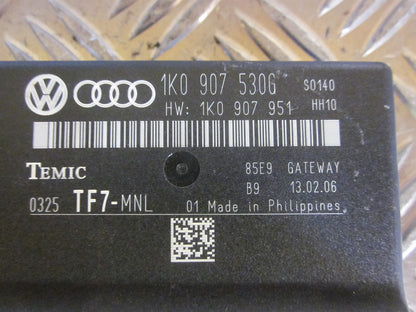 1K0 907 530G S0140
HW: 1K0 907 951 HH10
TEMIC 85E9 GATEWAY
B9 13.02.06
0325 TF7-MNL 01 Made in Philippines